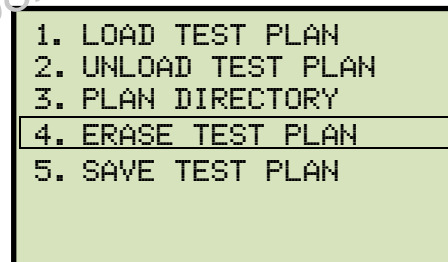 1. LOAD TEST PLAN
2. UNLOAD TEST PLAN
3. PLAN DIRECTORY
4. ERASE TEST PLAN
5. SAVE TEST PLAN